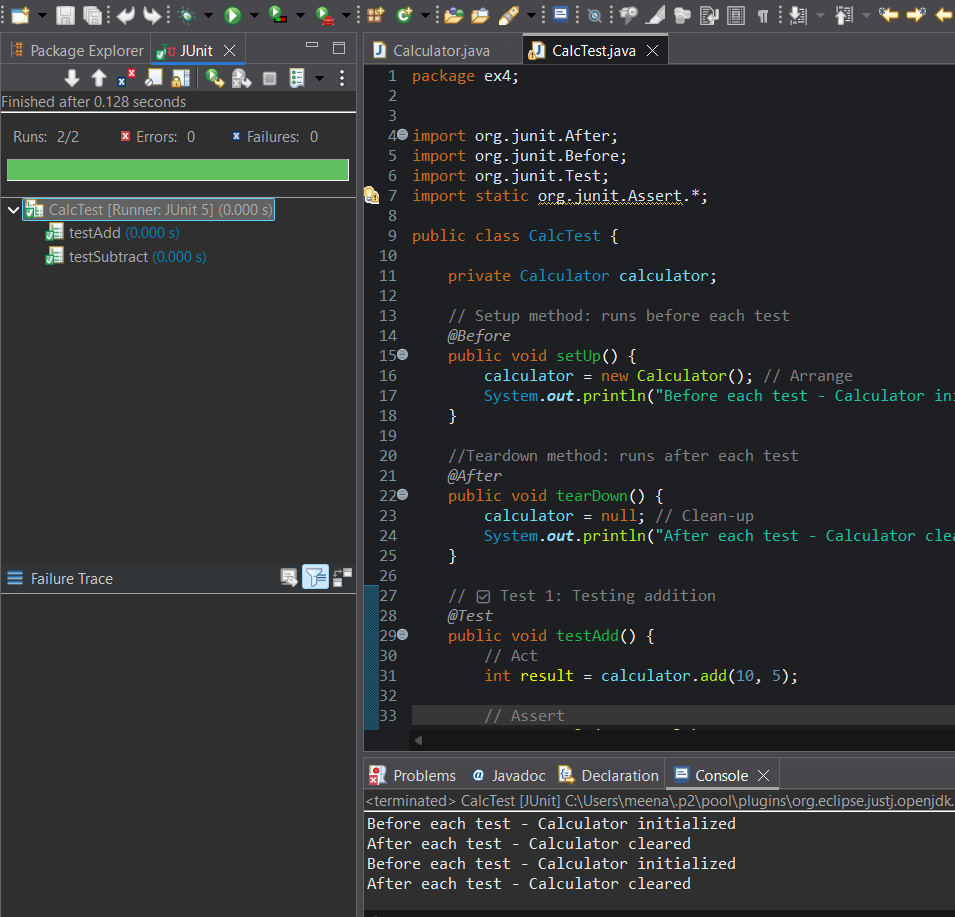 Package Explorer
JUnit
Finished after 0.128 seconds
Runs: 2/2
Errors: 0
Failures: 0
CalcTest [Runner: JUnit 5] (0.000 s)
testAdd (0.000 s)
testSubtract (0.000 s)
Failure Trace
Calculator.java
CalcTest.java
1 package ex4;
2
3
4 import org.junit.After;
5 import org.junit.Before;
6 import org.junit.Test;
7 import static org.junit.Assert.*;
8
9 public class CalcTest {
10
11 private Calculator calculator;
12
13 // Setup method: runs before each test
14 @Before
15 public void setUp() {
16 calculator = new Calculator(); // Arrange
17 System.out.println("Before each test - Calculator ini
18 }
19
20 //Teardown method: runs after each test
21 @After
22 public void tearDown() {
23 calculator = null; // Clean-up
24 System.out.println("After each test - Calculator clea
25 }
26
27 // ☑ Test 1: Testing addition
28 @Test
29 public void testAdd() {
30 // Act
31 int result = calculator.add(10, 5);
32
33 // Assert
Problems
@ Javadoc
Declaration
Console
<terminated> CalcTest [JUnit] C:\Users\meena\.p2\pool\plugins\org.eclipse.justj.openjdk.
Before each test - Calculator initialized
After each test - Calculator cleared
Before each test - Calculator initialized
After each test - Calculator cleared